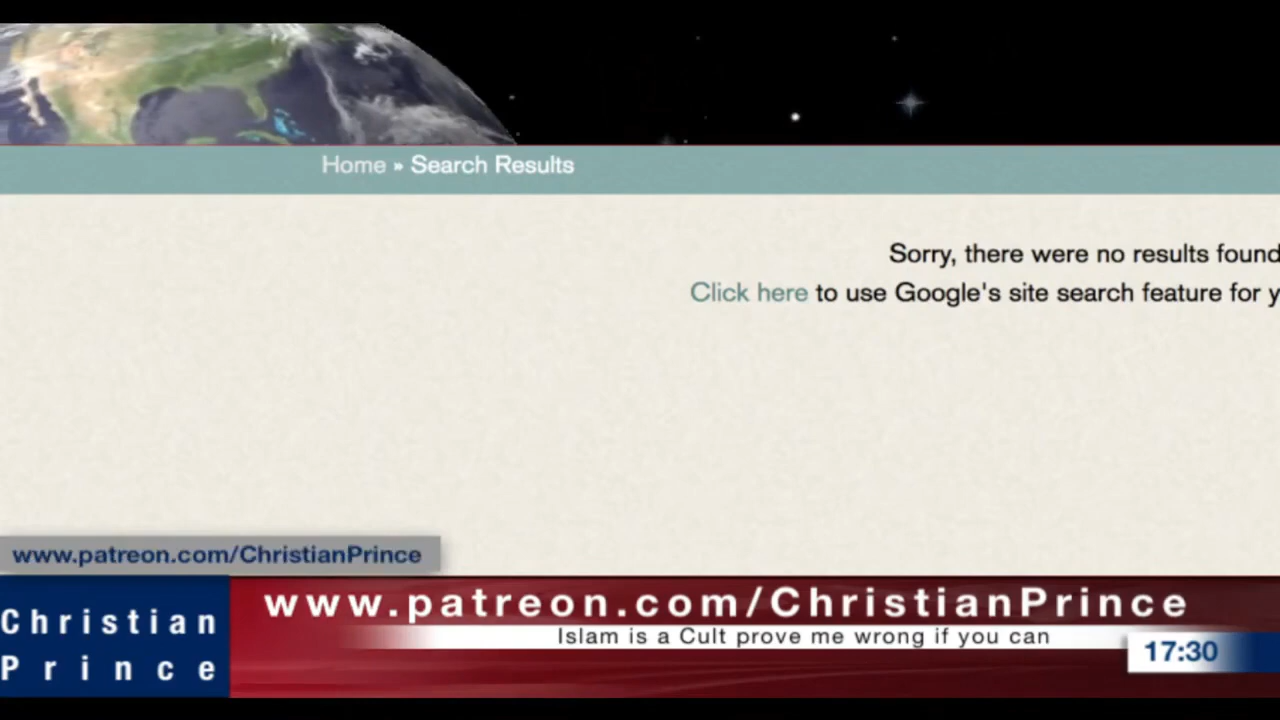 Home » Search Results
Sorry, there were no results found
Click here to use Google's site search feature for y
www.patreon.com/ChristianPrince
Christian
Prince
www.patreon.com/ChristianPrince
Islam is a Cult prove me wrong if you can
17:30